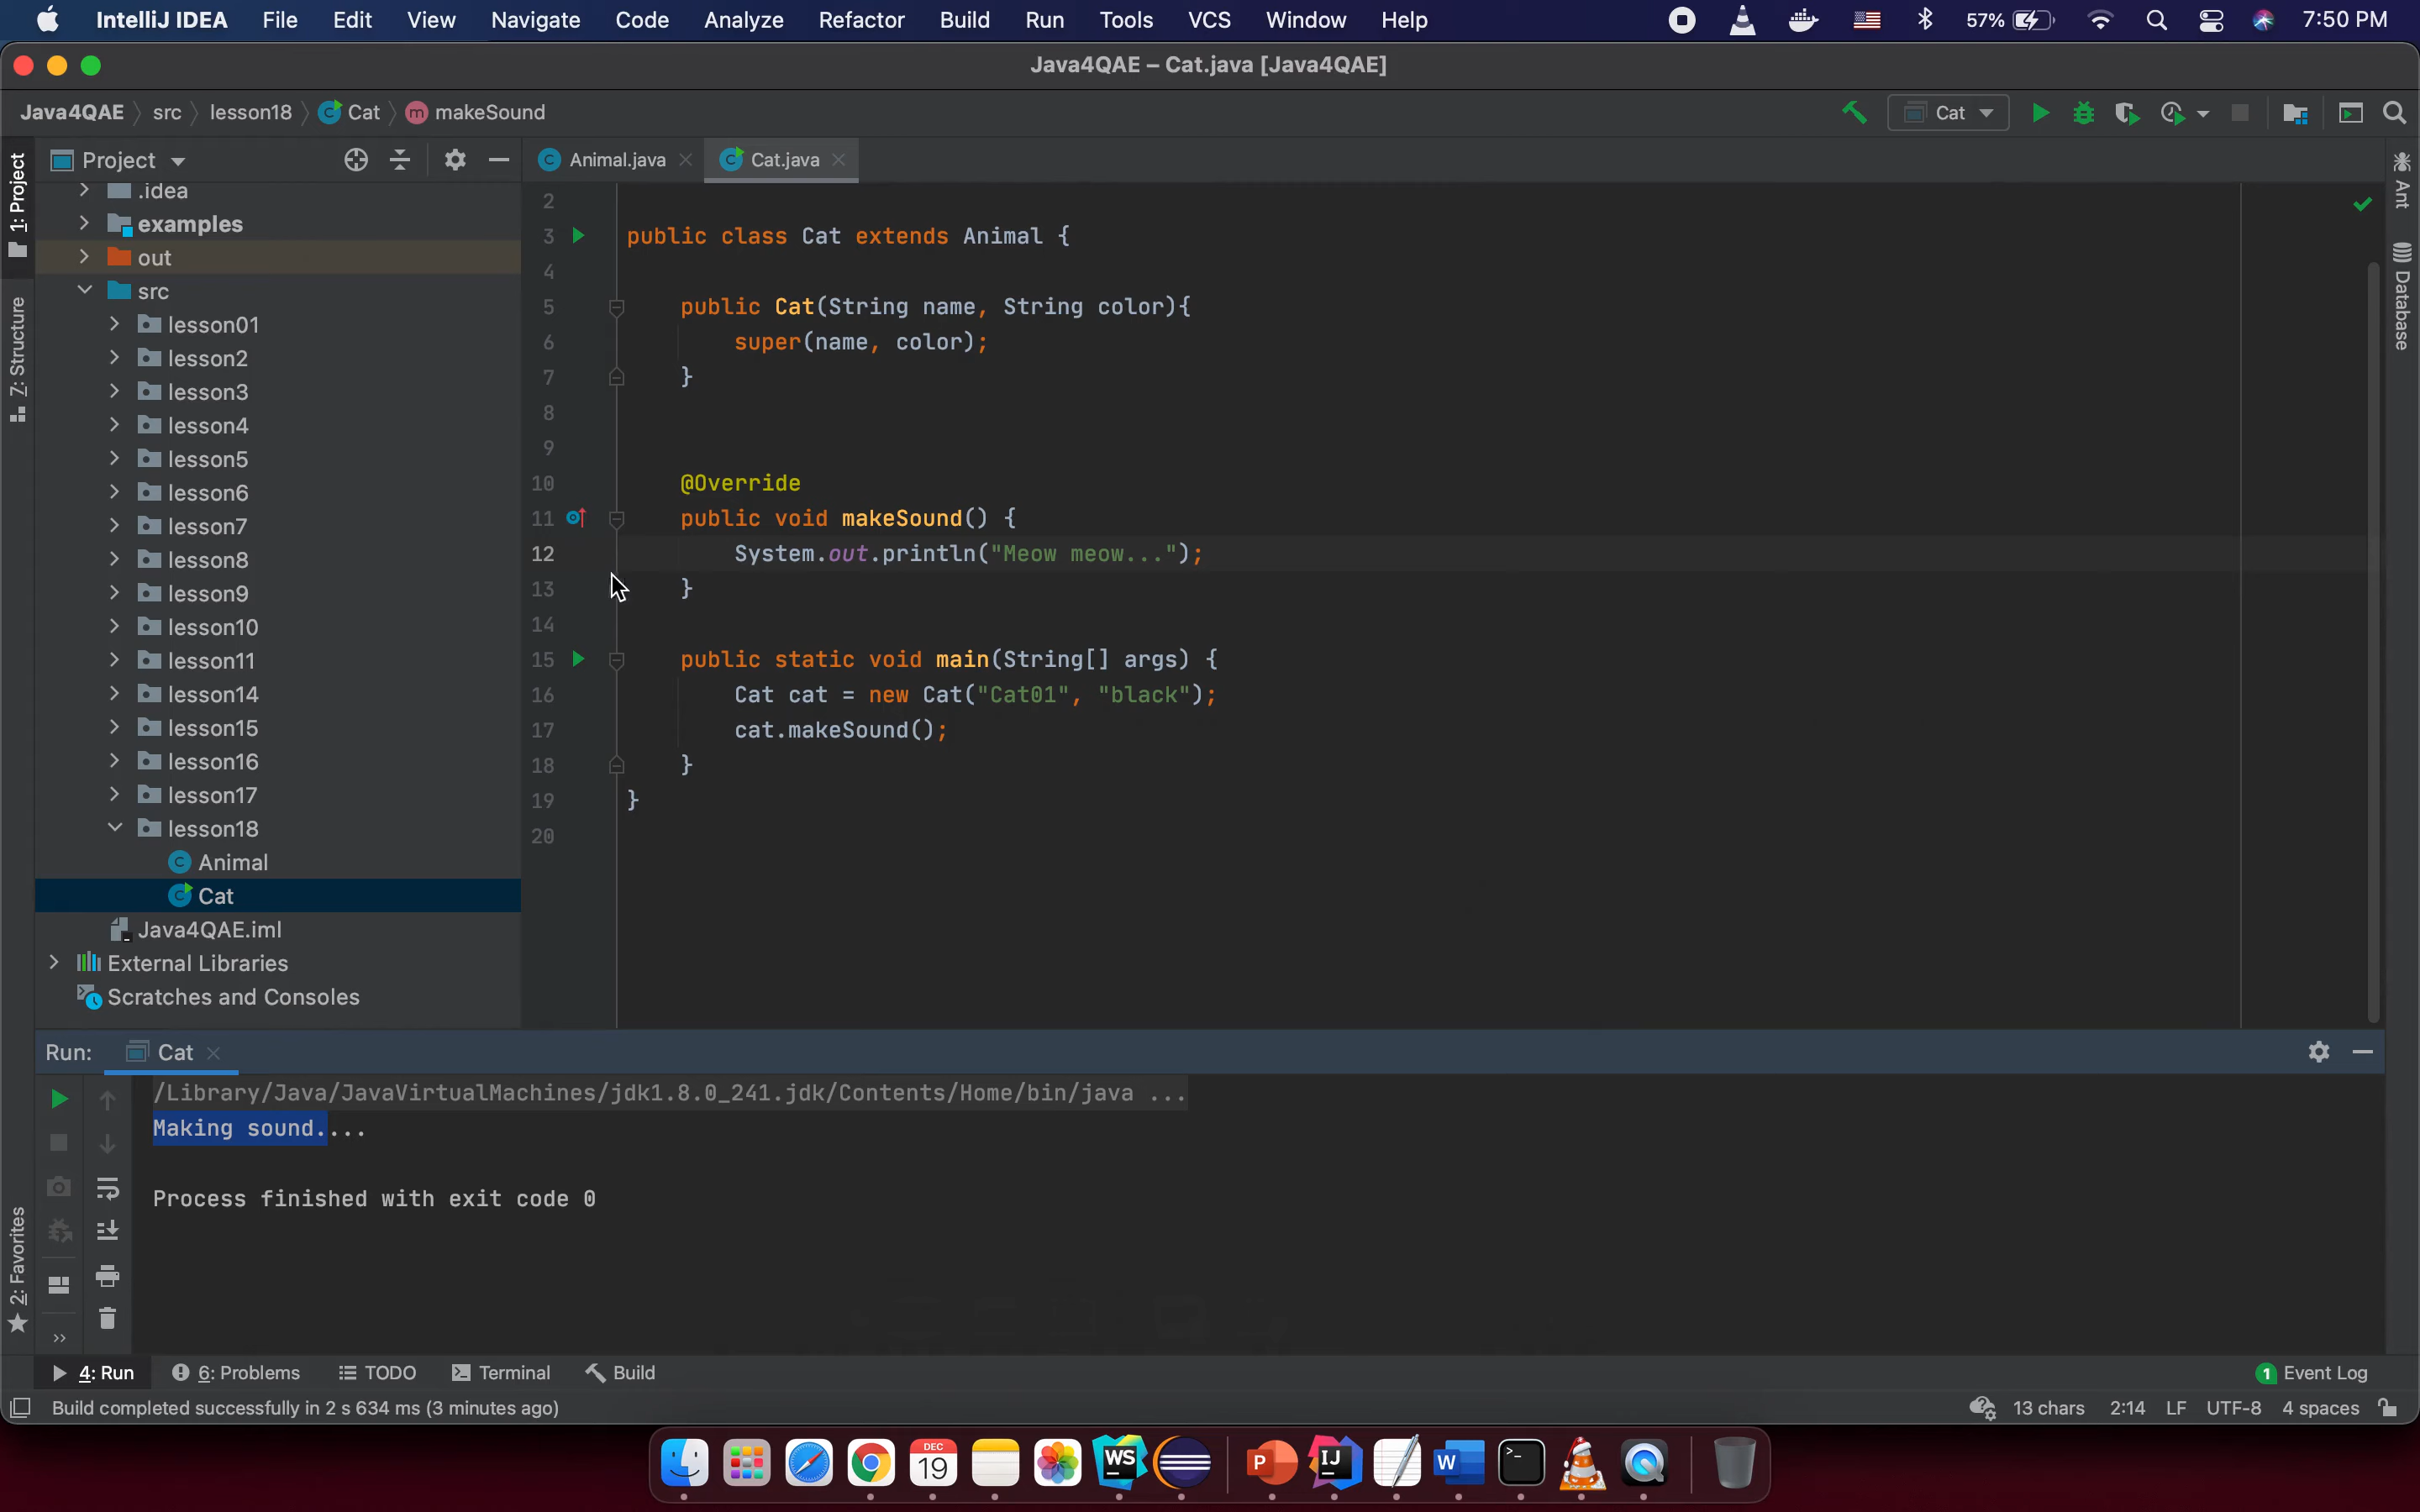 IntelliJ IDEA File Edit View Navigate Code Analyze Refactor Build Run Tools VCS Window Help 57% 7:50 PM
Java4QAE – Cat.java [Java4QAE]
Java4QAE src lesson18 Cat m makeSound Cat
1: Project
Project
C Animal.java C Cat.java
Ant
.idea
examples
out
src
lesson01
lesson2
lesson3
lesson4
lesson5
lesson6
lesson7
lesson8
lesson9
lesson10
lesson11
lesson14
lesson15
lesson16
lesson17
lesson18
C Animal
C Cat
Java4QAE.iml
External Libraries
Scratches and Consoles
Z: Structure
2: Favorites
2
3 public class Cat extends Animal {
4
5 public Cat(String name, String color){
6 super(name, color);
7 }
8
9
10 @Override
11 public void makeSound() {
12 System.out.println("Meow meow...");
13 }
14
15 public static void main(String[] args) {
16 Cat cat = new Cat("Cat01", "black");
17 cat.makeSound();
18 }
19 }
20
Database
Run: Cat
/Library/Java/JavaVirtualMachines/jdk1.8.0_241.jdk/Contents/Home/bin/java ...
Making sound....
Process finished with exit code 0
4: Run 6: Problems TODO Terminal Build 1 Event Log
Build completed successfully in 2 s 634 ms (3 minutes ago) 13 chars 2:14 LF UTF-8 4 spaces
DEC
19
WS
P
IJ
W